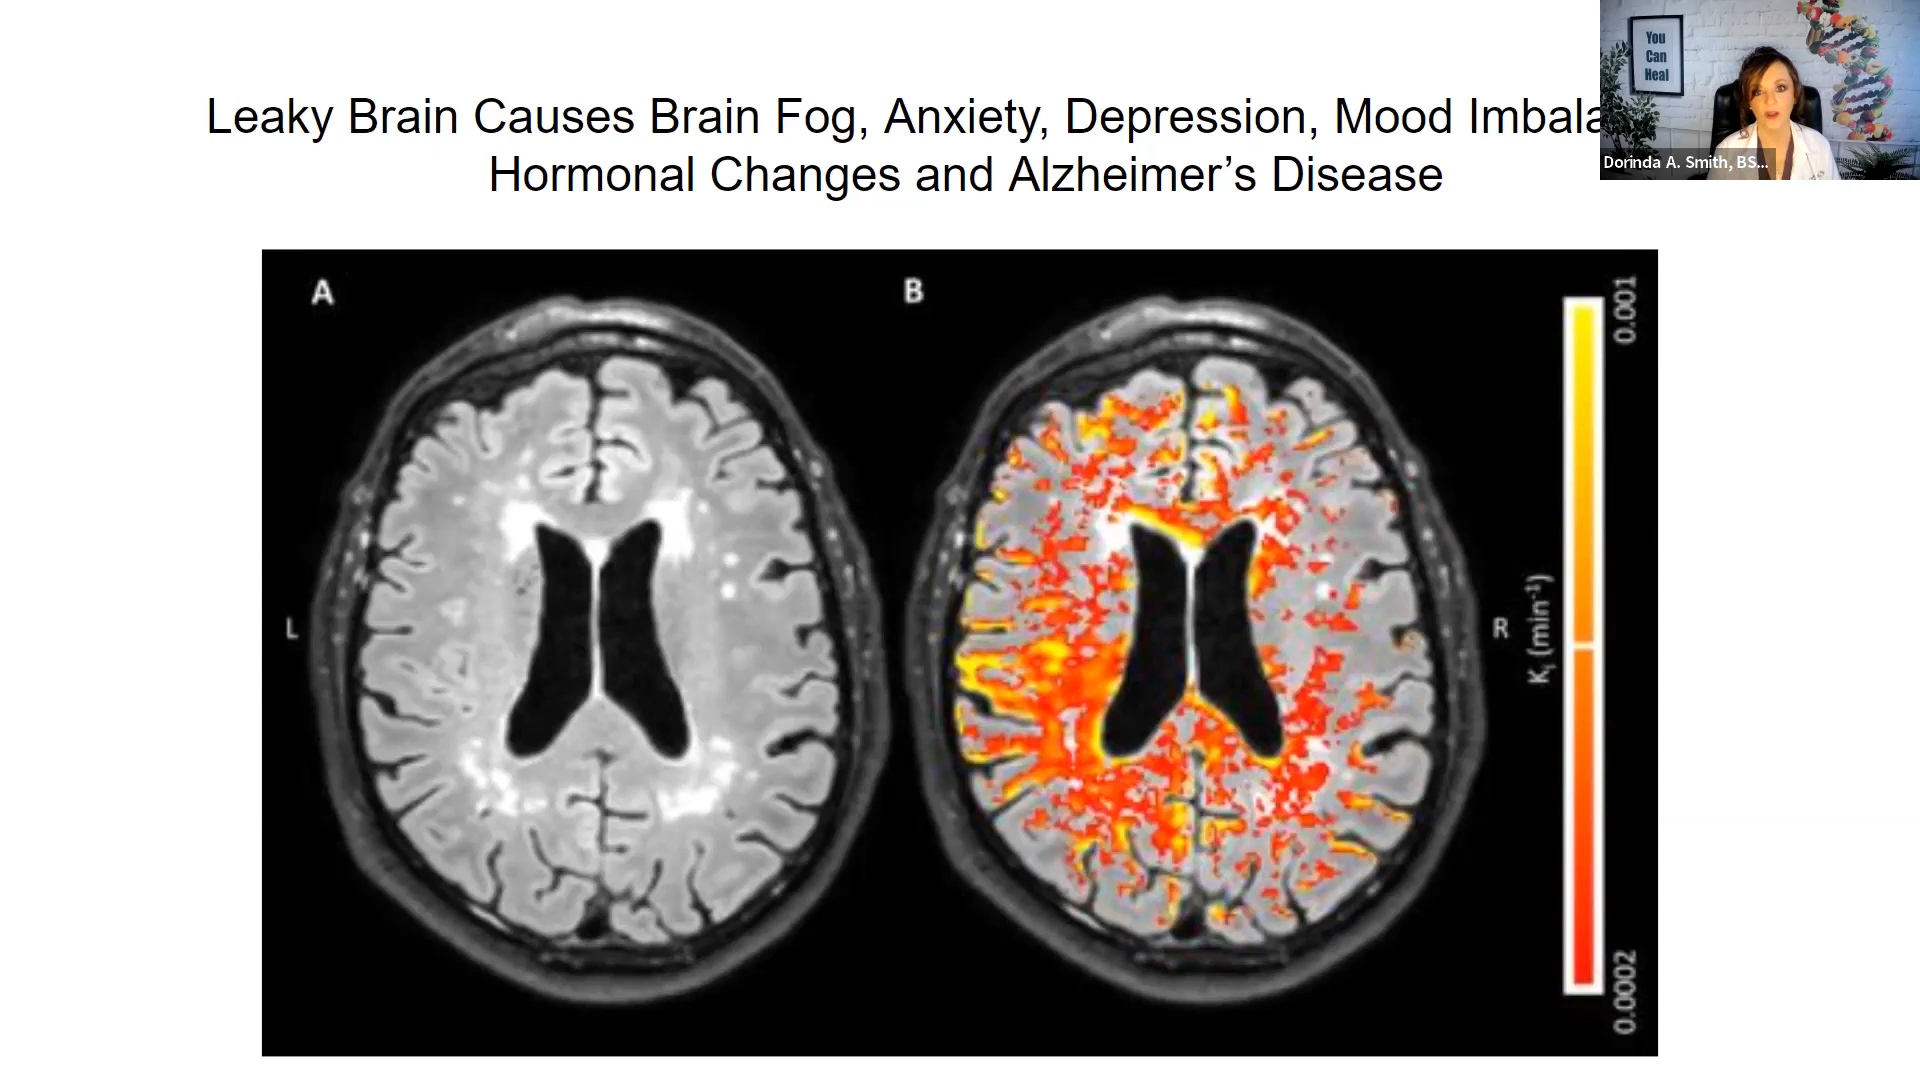 Leaky Brain Causes Brain Fog, Anxiety, Depression, Mood
Hormonal Changes and Alzheimer’s Disease
You
Can
Heal
Dorinda A. Smith, BS...
A
B
L
R
Ki (min-1)
0.001
0.0002